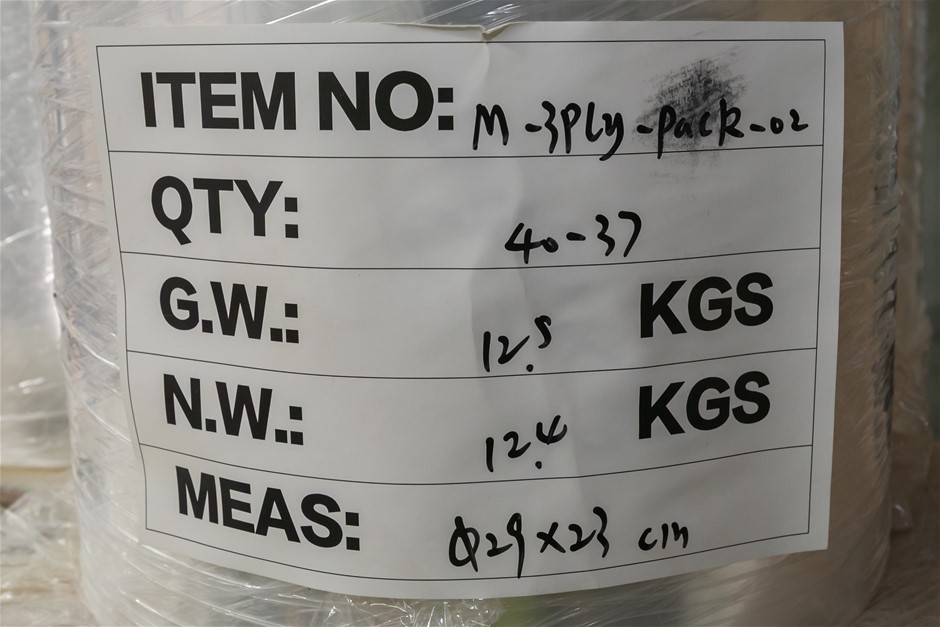 ITEM NO: M-3Ply-Pack-02
QTY: 40-37
G.W.: 12.5 KGS
N.W.: 12.4 KGS
MEAS: Φ29×23 cm